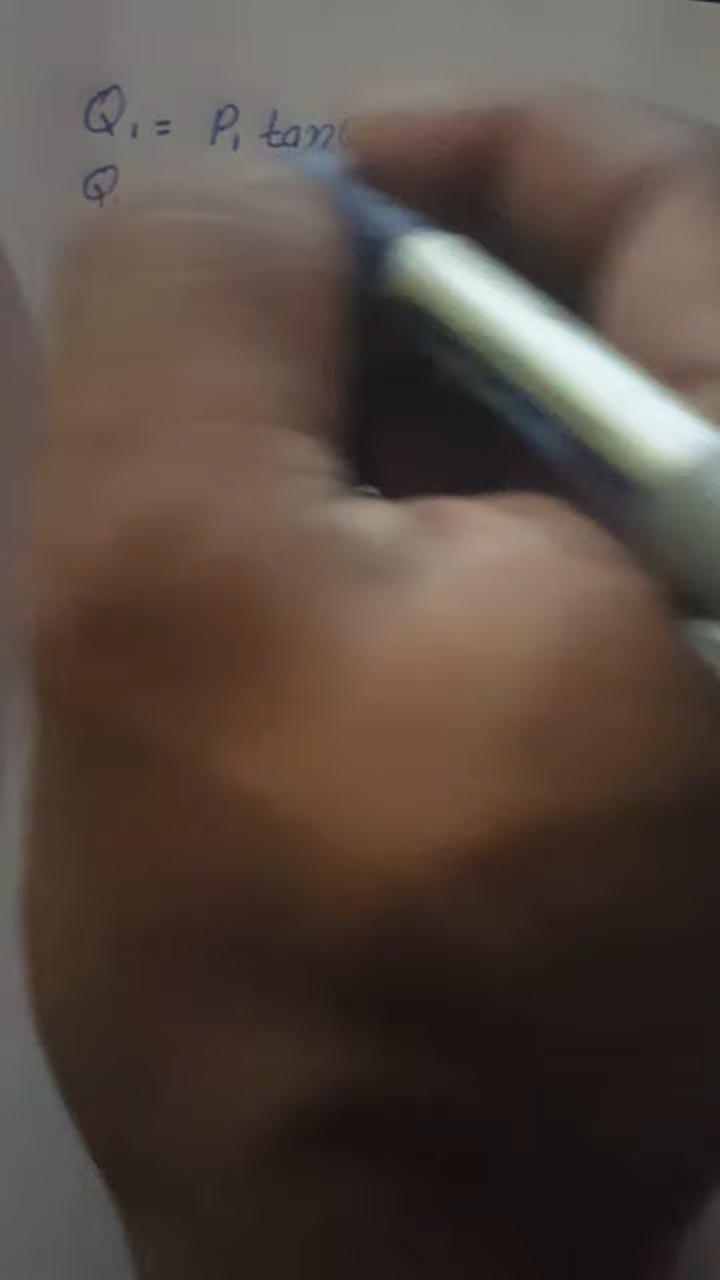 Q₁ = P₁ tan
Q